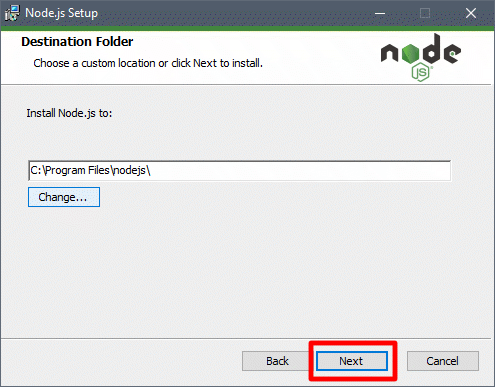 Node.js Setup
Destination Folder
Choose a custom location or click Next to install.
node
JS
Install Node.js to:
C:\Program Files\nodejs\
Change...
Back
Next
Cancel